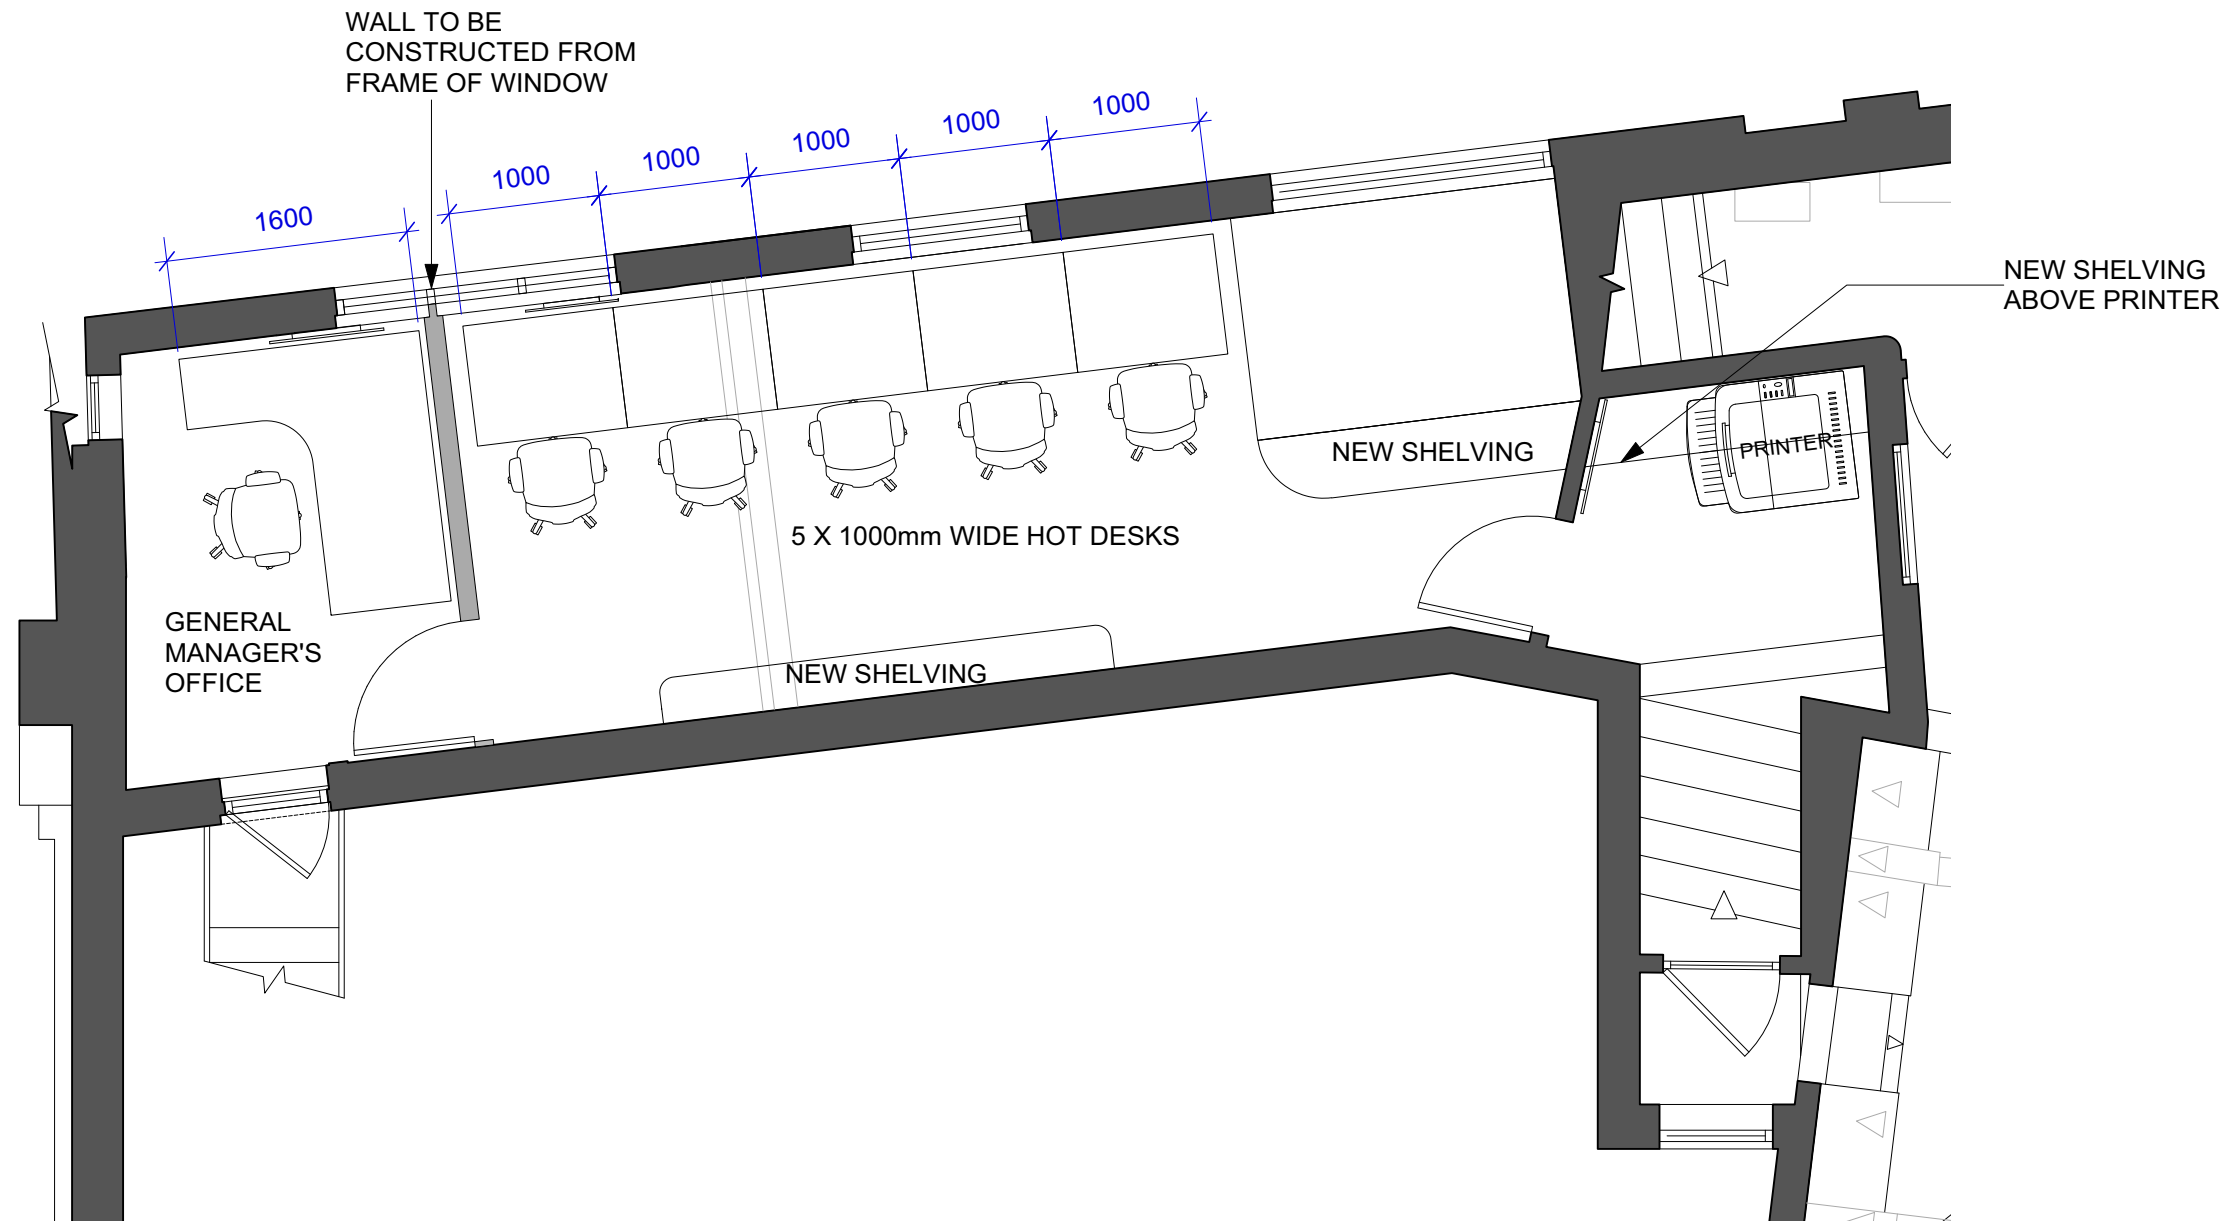 WALL TO BE
CONSTRUCTED FROM
FRAME OF WINDOW
1600
1000
1000
1000
1000
1000
NEW SHELVING
ABOVE PRINTER
NEW SHELVING
PRINTER
5 X 1000mm WIDE HOT DESKS
GENERAL
MANAGER'S
OFFICE
NEW SHELVING